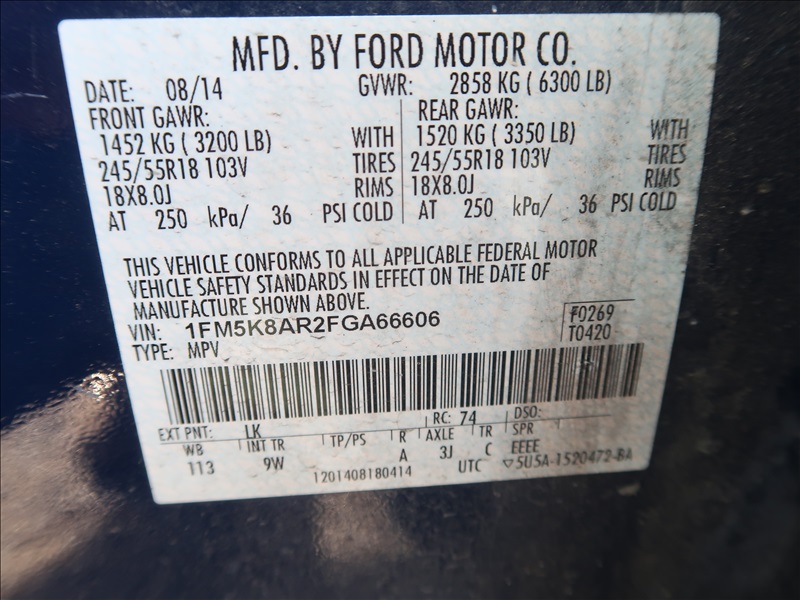 MFD. BY FORD MOTOR CO.
DATE: 08/14 GVWR: 2858 KG ( 6300 LB)
FRONT GAWR: REAR GAWR:
1452 KG ( 3200 LB) WITH 1520 KG ( 3350 LB) WITH
245/55R18 103V TIRES 245/55R18 103V TIRES
18X8.0J RIMS 18X8.0J RIMS
AT 250 kPa/ 36 PSI COLD AT 250 kPa/ 36 PSI COLD
THIS VEHICLE CONFORMS TO ALL APPLICABLE FEDERAL MOTOR
VEHICLE SAFETY STANDARDS IN EFFECT ON THE DATE OF
MANUFACTURE SHOWN ABOVE.
VIN: 1FM5K8AR2FGA66606 F0269
TYPE: MPV T0420
EXT PNT: LK RC: 74 DSO:
WB INT TR TP/PS R AXLE TR SPR
113 9W A 3J C EEEE
1201408180414 UTC ▽5U5A-1520472-BA